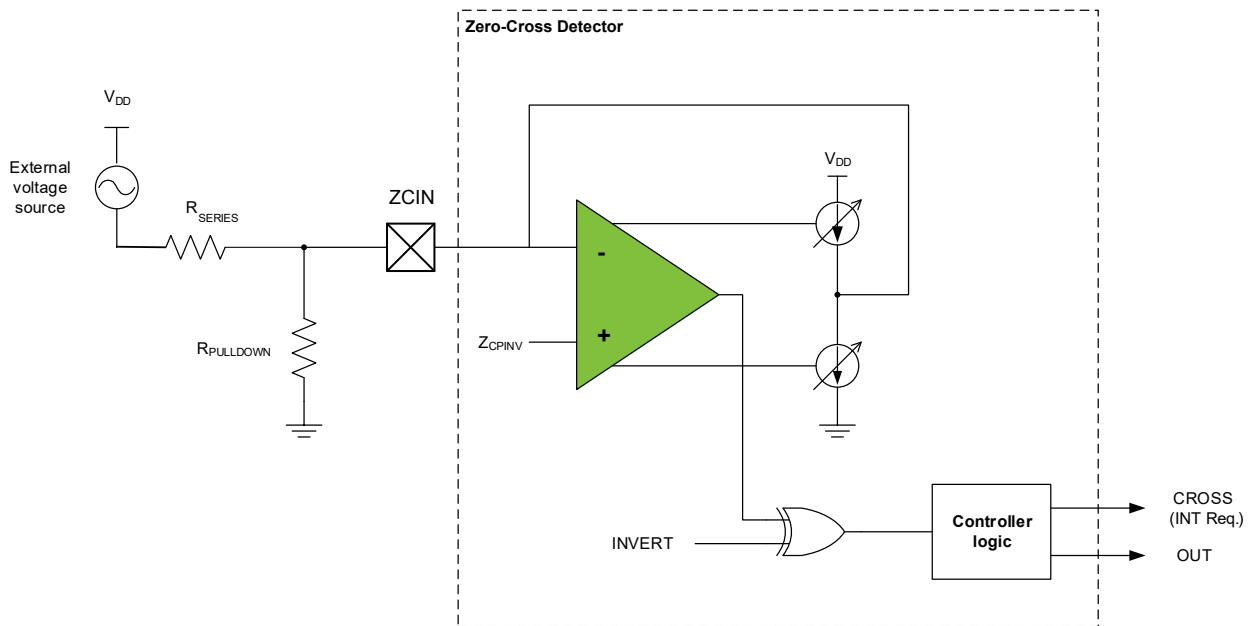 Zero-Cross Detector
VDD
External
voltage
source
RSERIES
ZCIN
VDD
-
+
ZCPINV
RPULLDOWN
INVERT
Controller
logic
CROSS
(INT Req.)
OUT